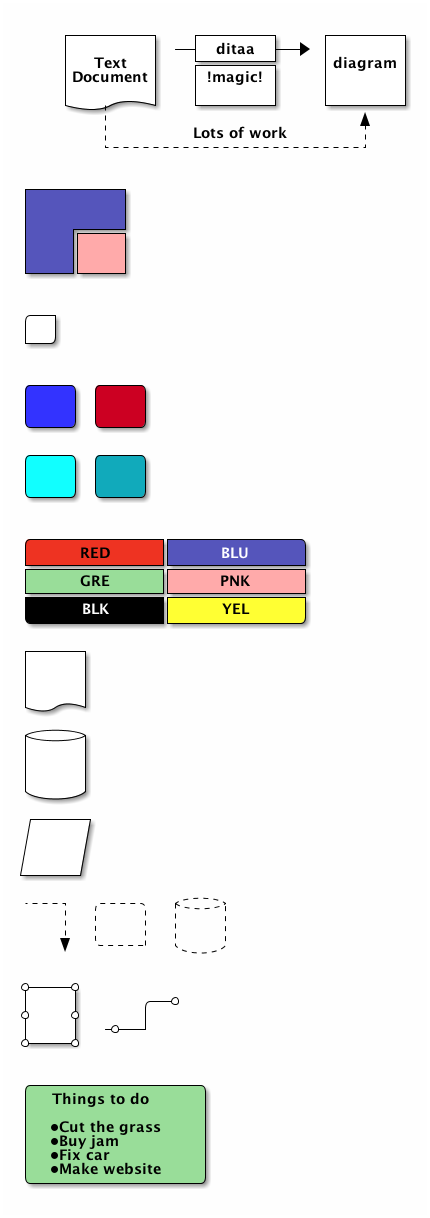 Text
Document
ditaa
!magic!
diagram
Lots of work
RED
BLU
GRE
PNK
BLK
YEL
Things to do
•Cut the grass
•Buy jam
•Fix car
•Make website